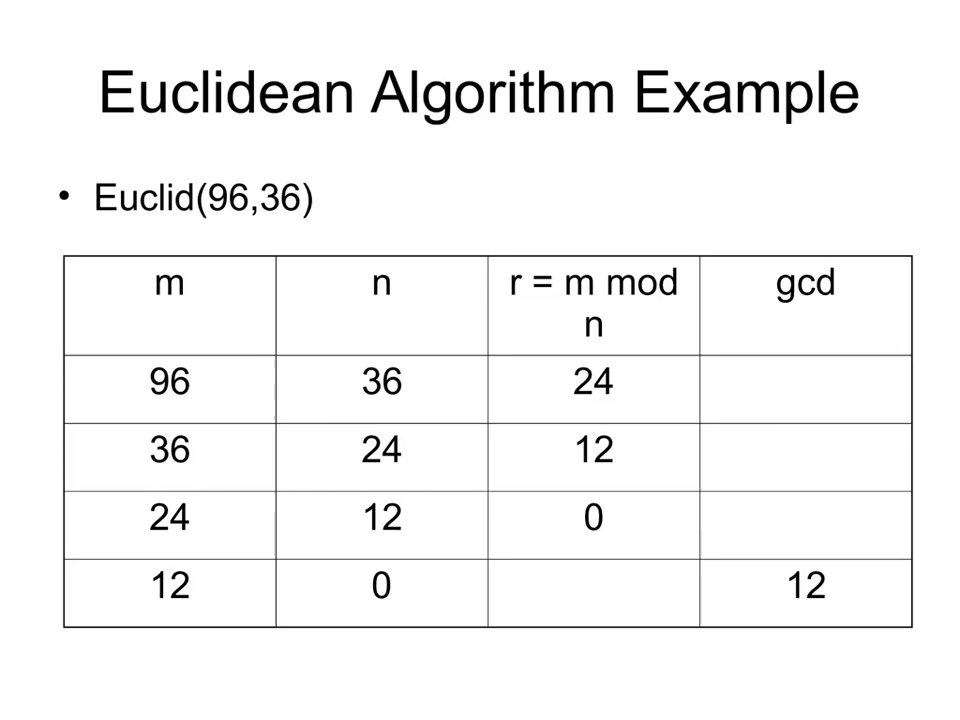 Euclidean Algorithm Example
• Euclid(96,36)
m n r = m mod gcd
n
96 36 24
36 24 12
24 12 0
12 0 12